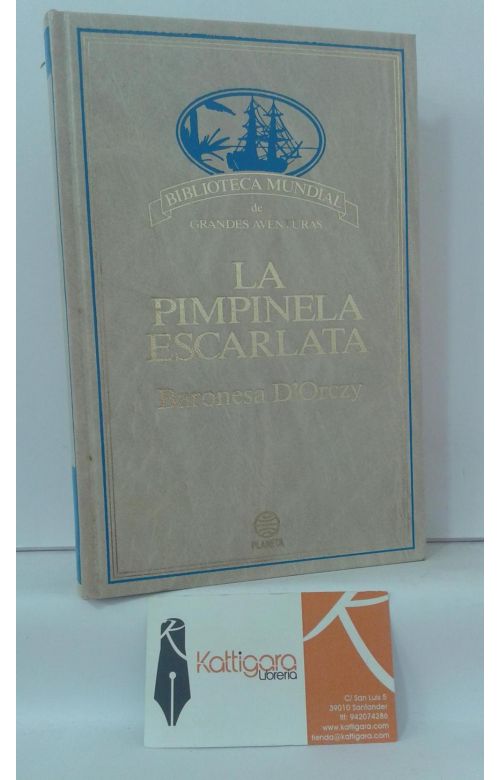 BIBLIOTECA MUNDIAL
de
GRANDES AVENTURAS
LA
PIMPINELA
ESCARLATA
Baronesa D'Orczy
PLANETA
Kattigara
Librería
C/ San Luis 5
39010 Santander
tlf: 942074286
www.kattigara.com
tienda@kattigara.com